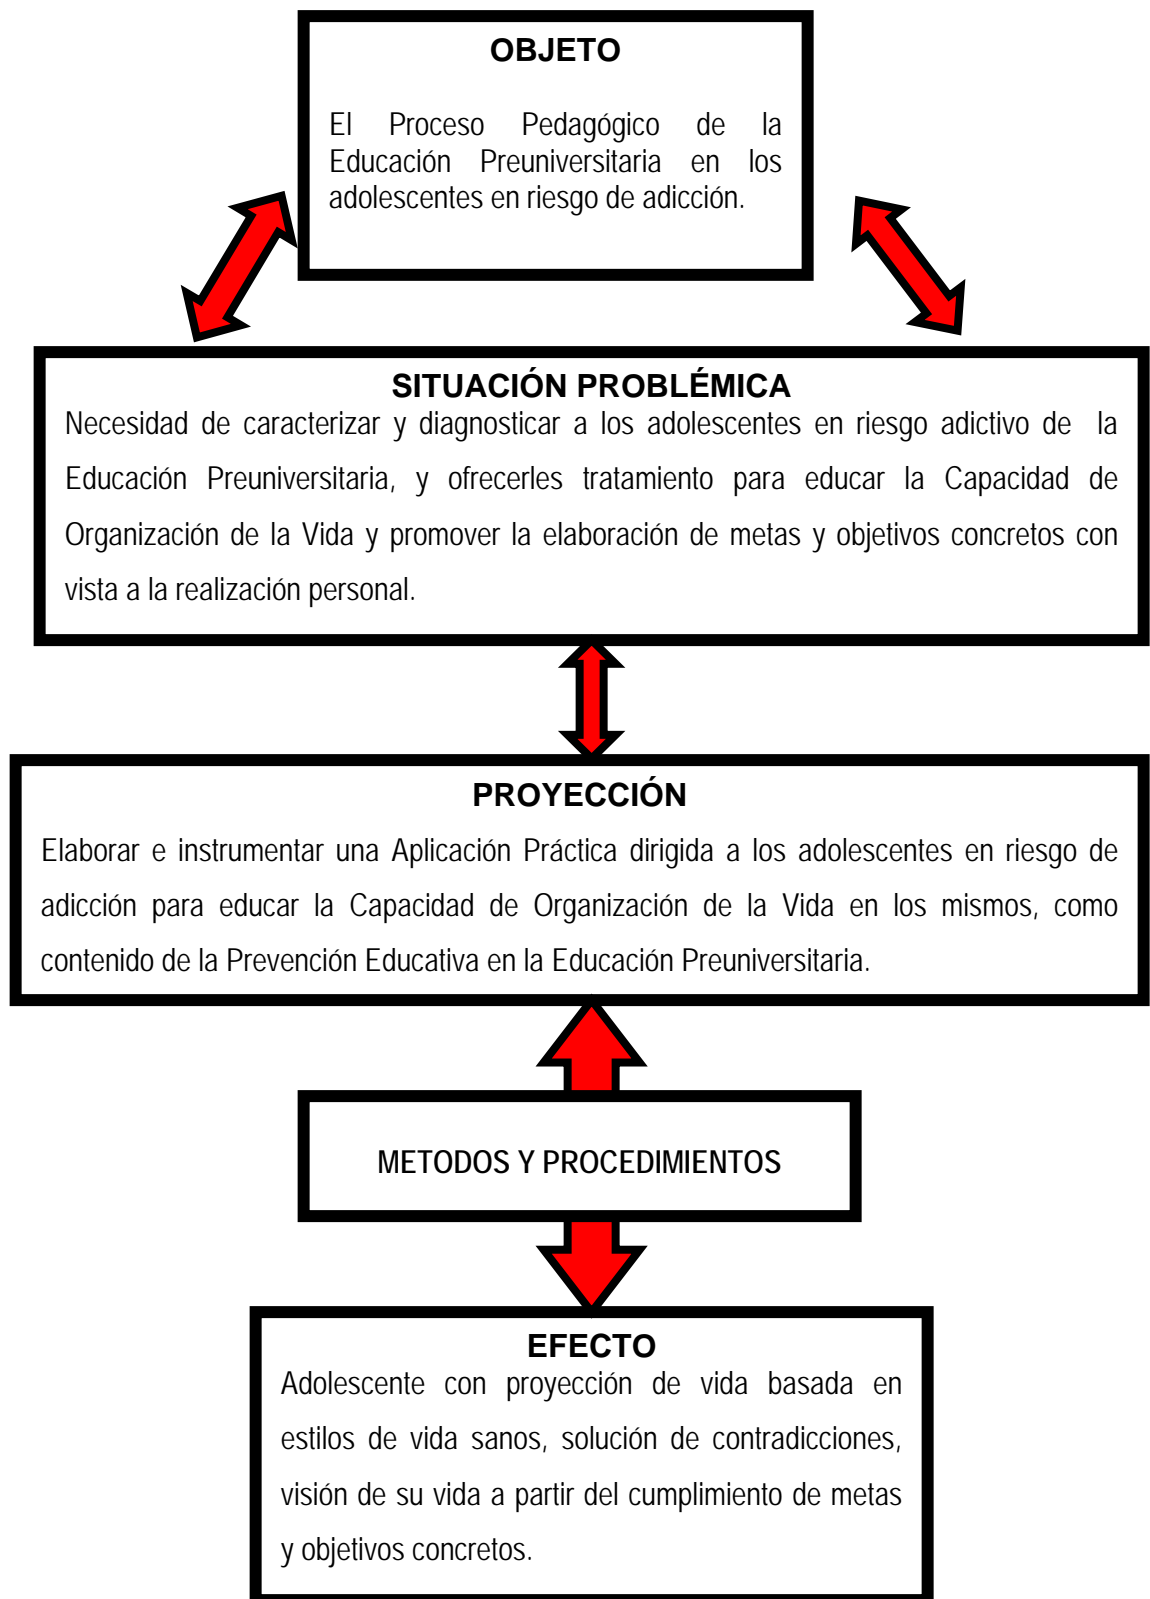 OBJETO
El Proceso Pedagógico de la
Educación Preuniversitaria en los
adolescentes en riesgo de adicción.
SITUACIÓN PROBLÉMICA
Necesidad de caracterizar y diagnosticar a los adolescentes en riesgo adictivo de la
Educación Preuniversitaria, y ofrecerles tratamiento para educar la Capacidad de
Organización de la Vida y promover la elaboración de metas y objetivos concretos con
vista a la realización personal.
PROYECCIÓN
Elaborar e instrumentar una Aplicación Práctica dirigida a los adolescentes en riesgo de
adicción para educar la Capacidad de Organización de la Vida en los mismos, como
contenido de la Prevención Educativa en la Educación Preuniversitaria.
METODOS Y PROCEDIMIENTOS
EFECTO
Adolescente con proyección de vida basada en
estilos de vida sanos, solución de contradicciones,
visión de su vida a partir del cumplimiento de metas
y objetivos concretos.